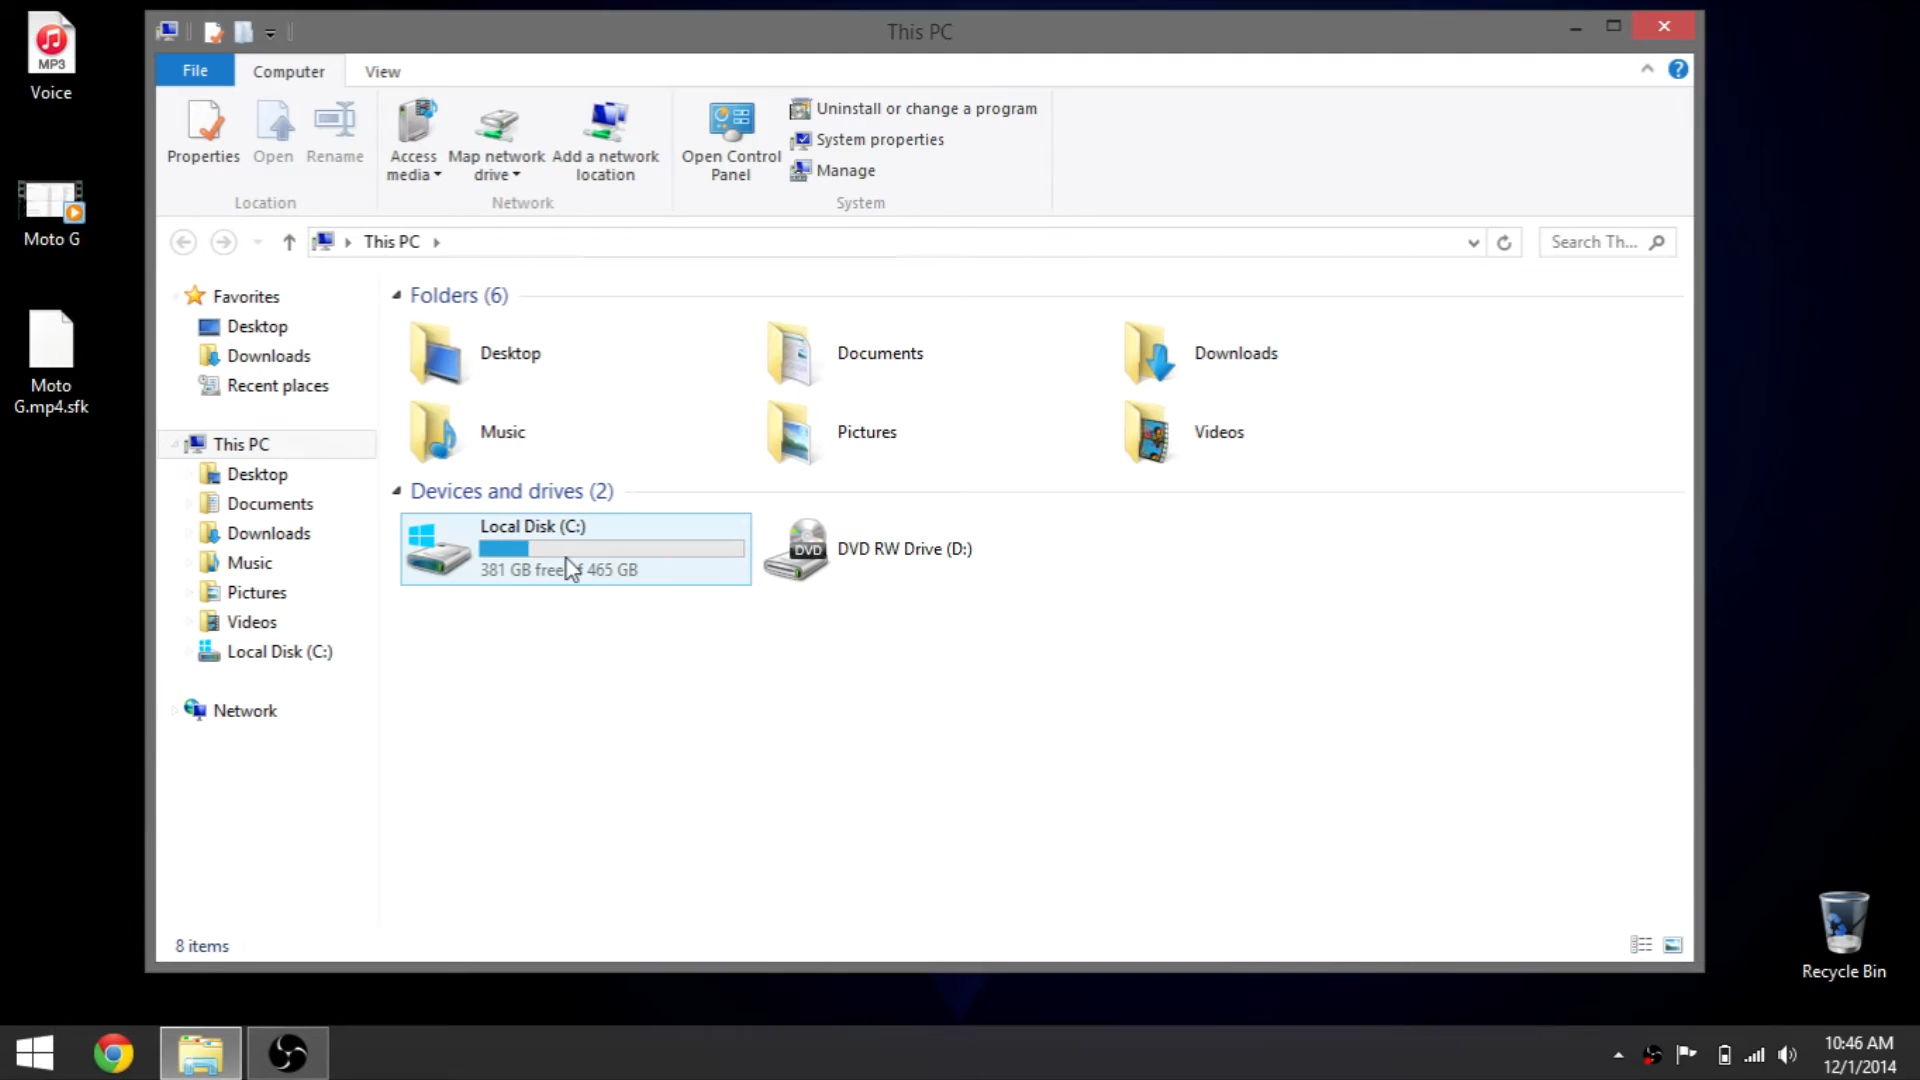 This PC
File
Computer
View
Properties
Open
Rename
Access
media
Map network
drive
Add a network
location
Open Control
Panel
Uninstall or change a program
System properties
Manage
Location
Network
System
This PC
Search Th...
Favorites
Desktop
Downloads
Recent places
This PC
Desktop
Documents
Downloads
Music
Pictures
Videos
Local Disk (C:)
Network
Folders (6)
Desktop
Documents
Downloads
Music
Pictures
Videos
Devices and drives (2)
Local Disk (C:)
381 GB free of 465 GB
DVD
DVD RW Drive (D:)
8 items
MP3
Voice
Moto G
Moto
G.mp4.sfk
Recycle Bin
10:46 AM
12/1/2014